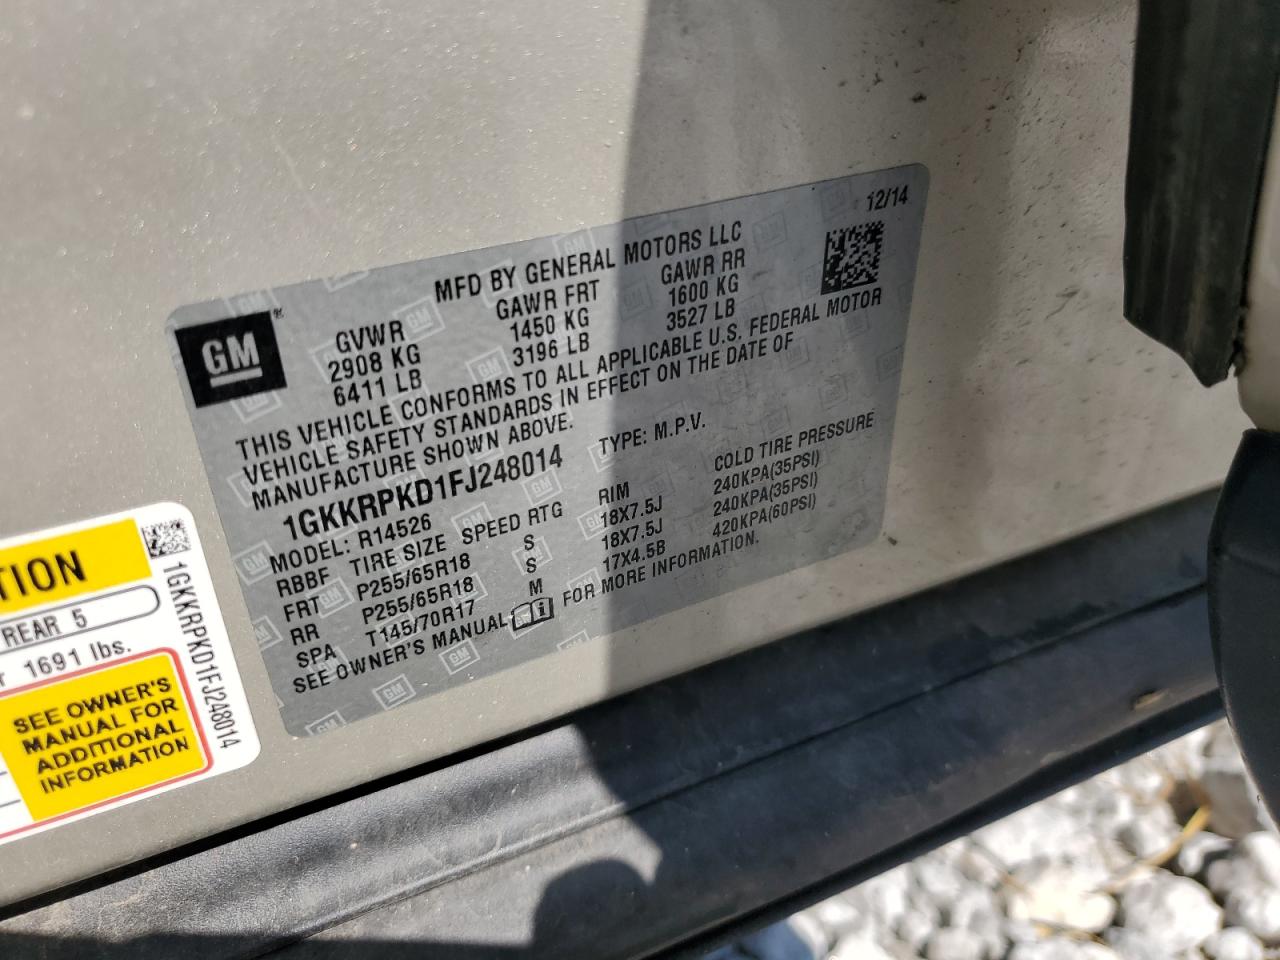 12/14
MFD BY GENERAL MOTORS LLC
GM
GVWR GAWR FRT GAWR RR
2908 KG 1450 KG 1600 KG
6411 LB 3196 LB 3527 LB
THIS VEHICLE CONFORMS TO ALL APPLICABLE U.S. FEDERAL MOTOR
VEHICLE SAFETY STANDARDS IN EFFECT ON THE DATE OF
MANUFACTURE SHOWN ABOVE.
1GKKRPKD1FJ248014 TYPE: M.P.V.
MODEL: R14526
RBBF TIRE SIZE SPEED RTG RIM COLD TIRE PRESSURE
FRT P255/65R18 S 18X7.5J 240KPA(35PSI)
RR P255/65R18 S 18X7.5J 240KPA(35PSI)
SPA T145/70R17 M 17X4.5B 420KPA(60PSI)
SEE OWNER'S MANUAL FOR MORE INFORMATION.
TION
REAR 5
1691 lbs.
SEE OWNER'S
MANUAL FOR
ADDITIONAL
INFORMATION
1GKKRPKD1FJ248014